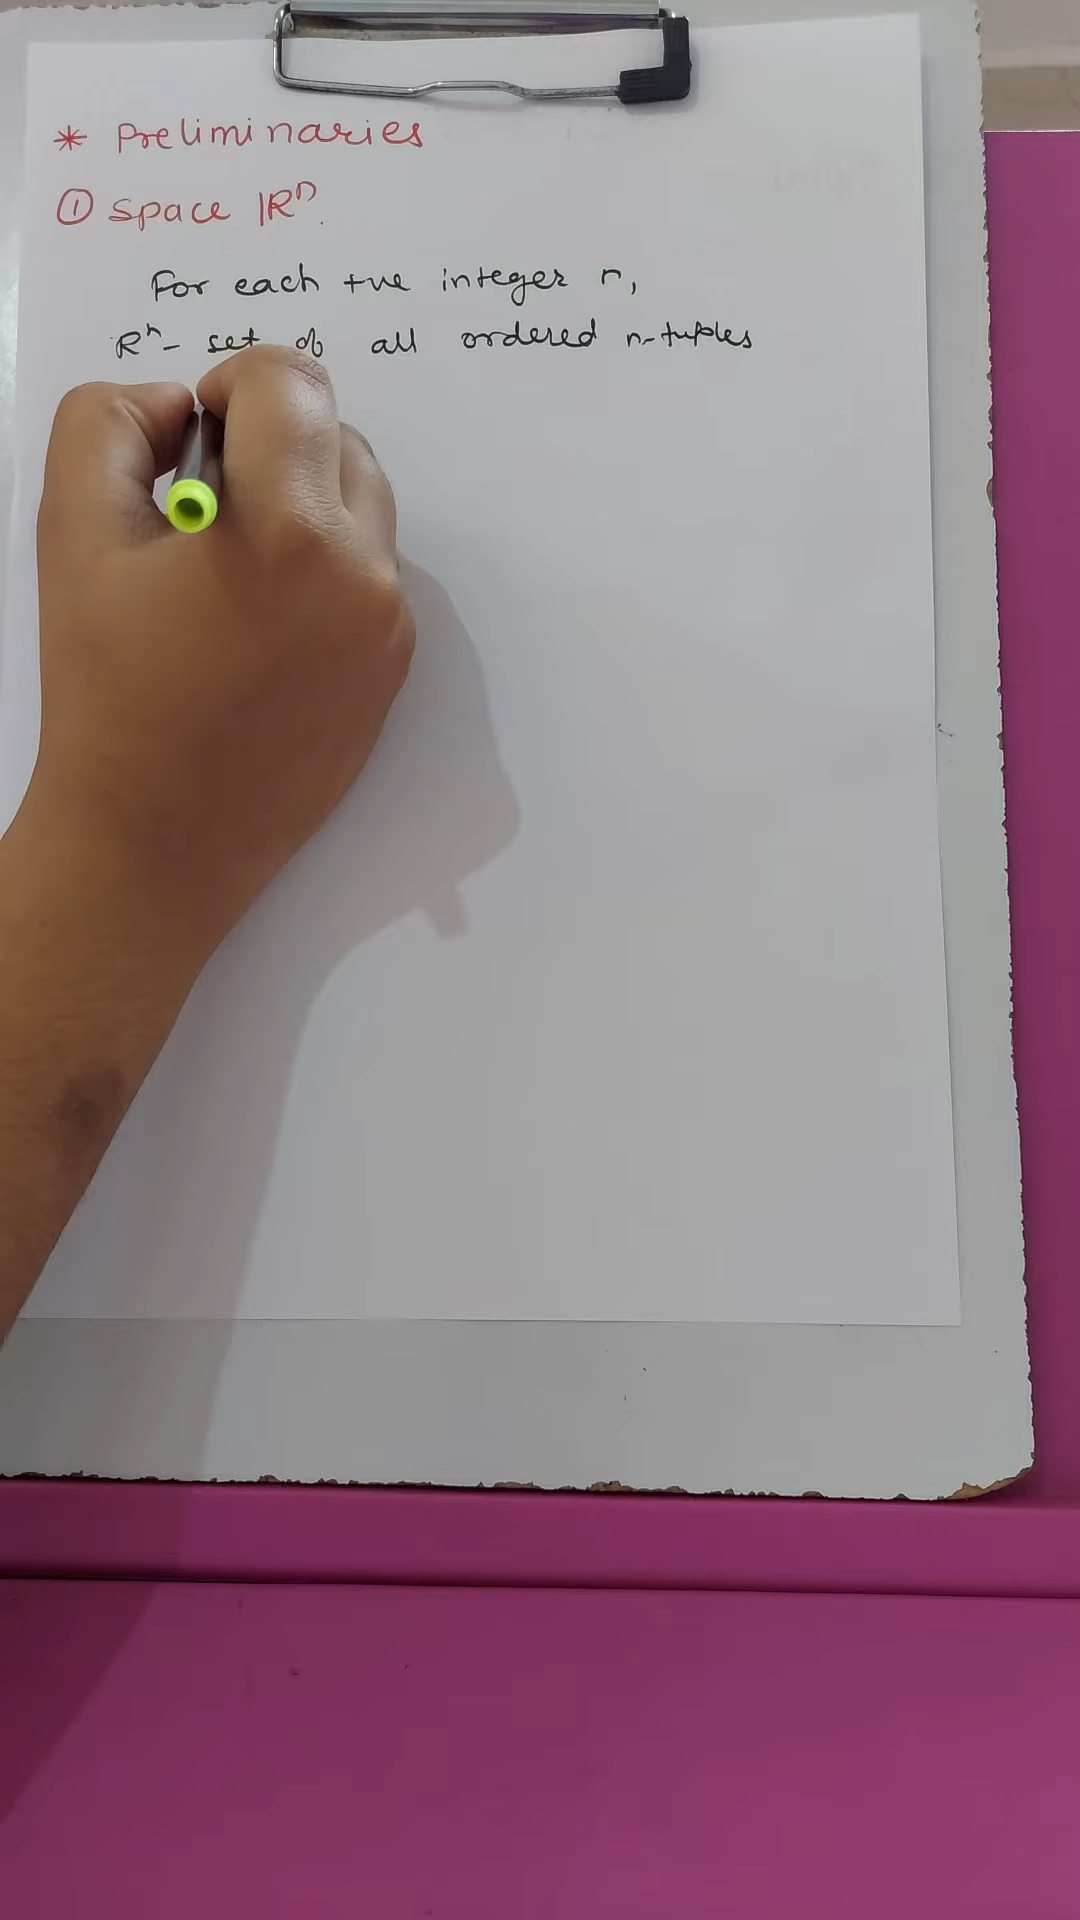 * Preliminaries
① Space ℝⁿ.
For each +ve integer n,
Rⁿ - set of all ordered n-tuples